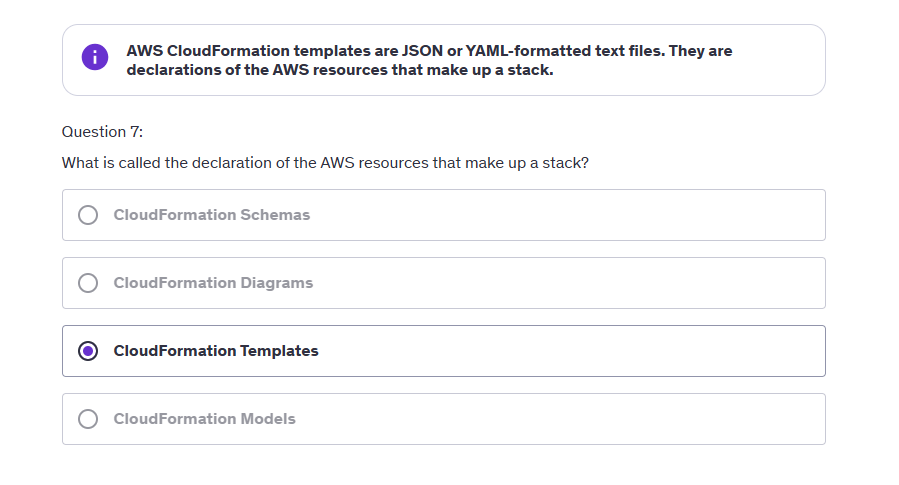 AWS CloudFormation templates are JSON or YAML-formatted text files. They are
declarations of the AWS resources that make up a stack.
Question 7:
What is called the declaration of the AWS resources that make up a stack?
CloudFormation Schemas
CloudFormation Diagrams
CloudFormation Templates
CloudFormation Models